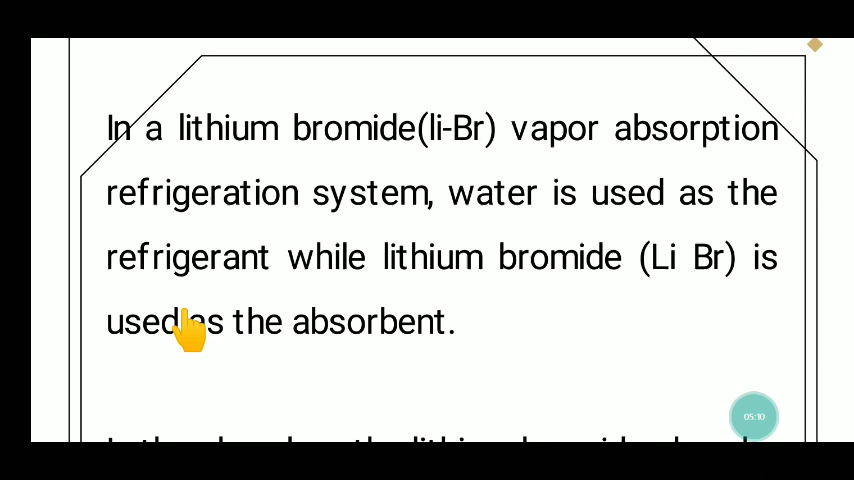 In a lithium bromide(li-Br) vapor absorption
refrigeration system, water is used as the
refrigerant while lithium bromide (Li Br) is
used as the absorbent.
05:10